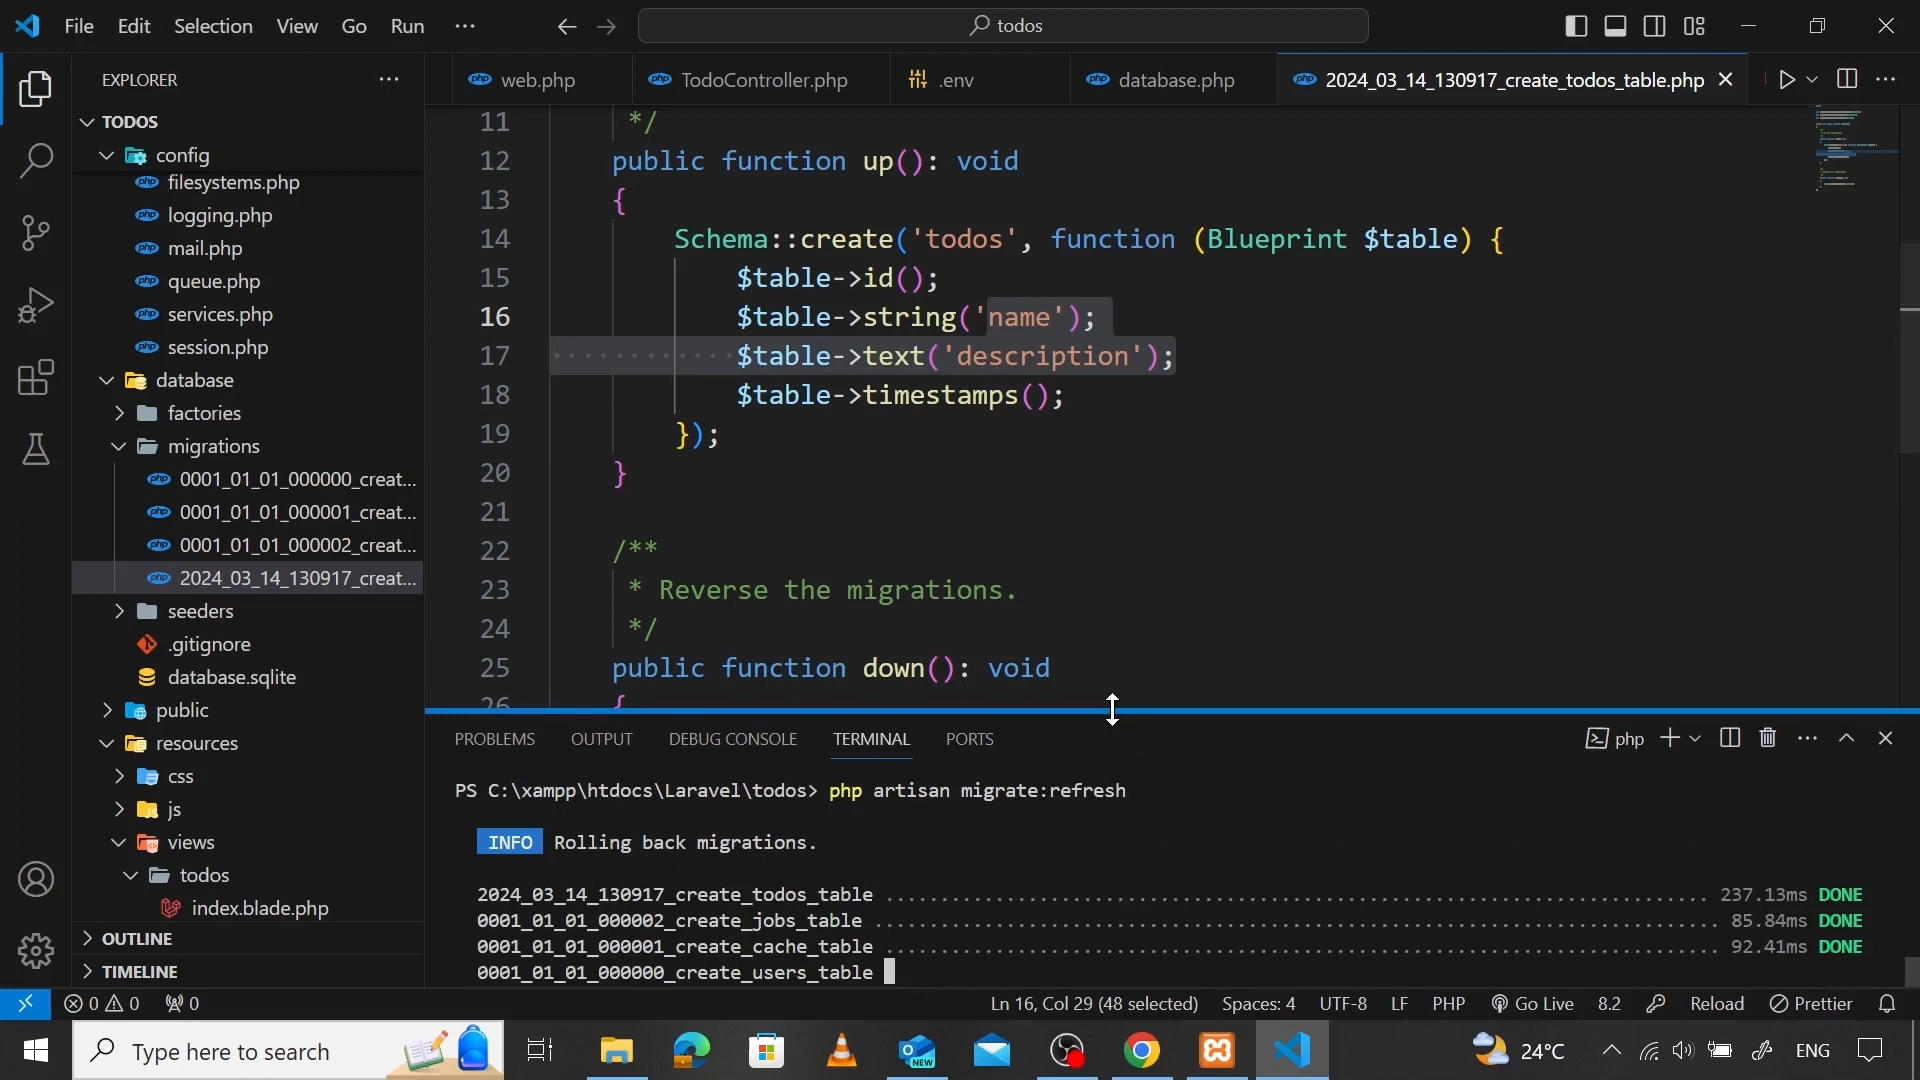 File Edit Selection View Go Run ···
todos
EXPLORER
TODOS
config
filesystems.php
logging.php
mail.php
queue.php
services.php
session.php
database
factories
migrations
0001_01_01_000000_creat...
0001_01_01_000001_creat...
0001_01_01_000002_creat...
2024_03_14_130917_creat...
seeders
.gitignore
database.sqlite
public
resources
css
js
views
todos
index.blade.php
OUTLINE
TIMELINE
web.php TodoController.php .env database.php 2024_03_14_130917_create_todos_table.php
11 */
12 public function up(): void
13 {
14 Schema::create('todos', function (Blueprint $table) {
15 $table->id();
16 $table->string('name');
17 $table->text('description');
18 $table->timestamps();
19 });
20 }
21
22 /**
23 * Reverse the migrations.
24 */
25 public function down(): void
26 {
PROBLEMS OUTPUT DEBUG CONSOLE TERMINAL PORTS
php
PS C:\xampp\htdocs\Laravel\todos> php artisan migrate:refresh
INFO Rolling back migrations.
2024_03_14_130917_create_todos_table ........ 237.13ms DONE
0001_01_01_000002_create_jobs_table ........ 85.84ms DONE
0001_01_01_000001_create_cache_table ........ 92.41ms DONE
0001_01_01_000000_create_users_table
0 0 0
Ln 16, Col 29 (48 selected) Spaces: 4 UTF-8 LF PHP Go Live 8.2 Reload Prettier
Type here to search
NEW
24°C
ENG